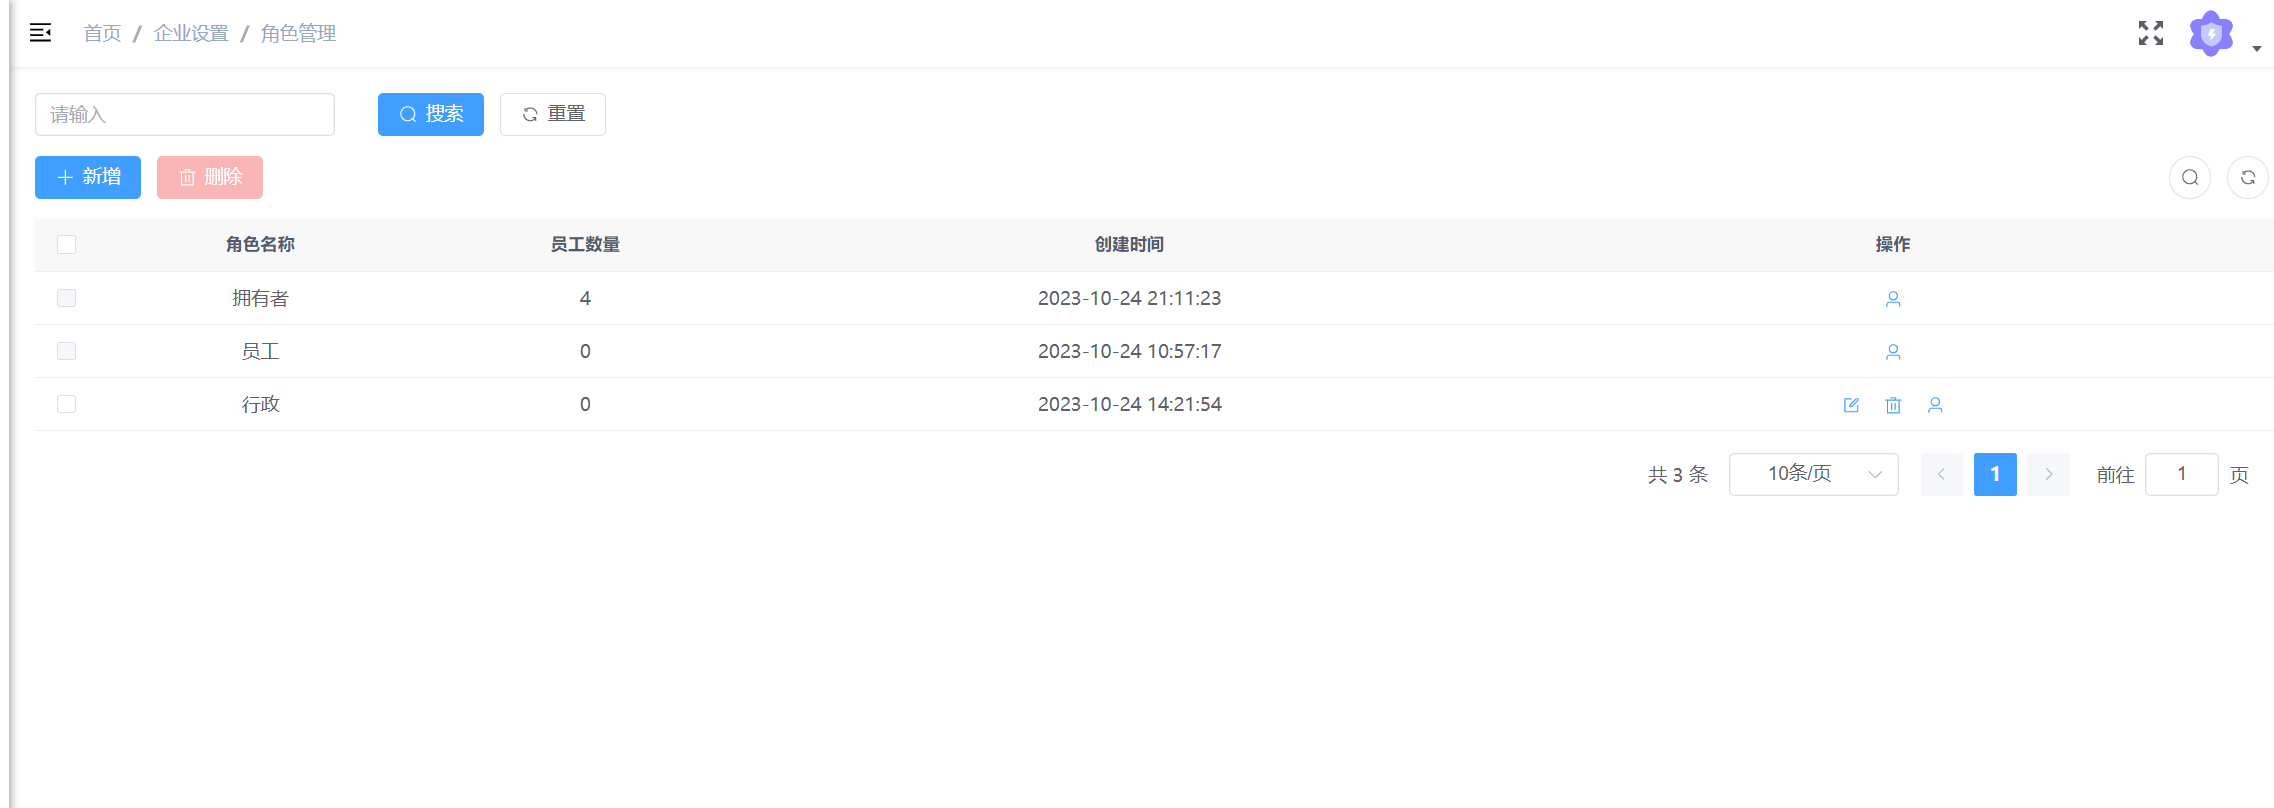 首页 / 企业设置 / 角色管理
请输入 搜索 重置
新增 删除
角色名称 员工数量 创建时间 操作
拥有者 4 2023-10-24 21:11:23
员工 0 2023-10-24 10:57:17
行政 0 2023-10-24 14:21:54
共 3 条 10条/页 1 前往 1 页